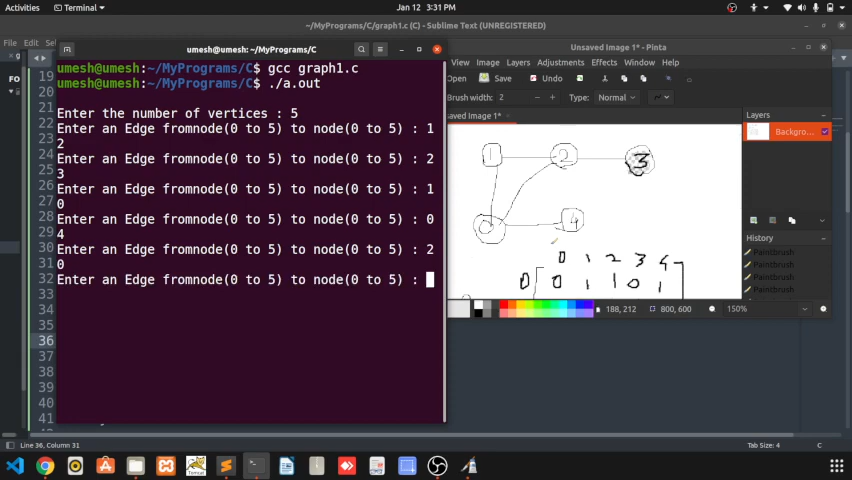 Activities Terminal Jan 12 3:31 PM
~/MyPrograms/C/graph1.c - Sublime Text (UNREGISTERED)
File Edit
umesh@umesh: ~/MyPrograms/C
Unsaved Image 1* - Pinta
View Image Layers Adjustments Effects Window Help
Open Save Undo
Brush width: 2 Type: Normal
saved Image 1*
Layers
Backgro...
FO
19
20
21
22
23
24
25
26
27
28
29
30
31
32
33
34
35
36
37
38
39
40
41
umesh@umesh:~/MyPrograms/C$ gcc graph1.c
umesh@umesh:~/MyPrograms/C$ ./a.out
Enter the number of vertices : 5
Enter an Edge fromnode(0 to 5) to node(0 to 5) : 1
2
Enter an Edge fromnode(0 to 5) to node(0 to 5) : 2
3
Enter an Edge fromnode(0 to 5) to node(0 to 5) : 1
0
Enter an Edge fromnode(0 to 5) to node(0 to 5) : 0
4
Enter an Edge fromnode(0 to 5) to node(0 to 5) : 2
0
Enter an Edge fromnode(0 to 5) to node(0 to 5) :
1 2 3
0 4
0 1 2 3 4
0 0 1 1 0 1
History
Paintbrush
Paintbrush
Paintbrush
Paintbrush
188, 212 800, 600 150%
Line 36, Column 31 Tab Size: 4 C